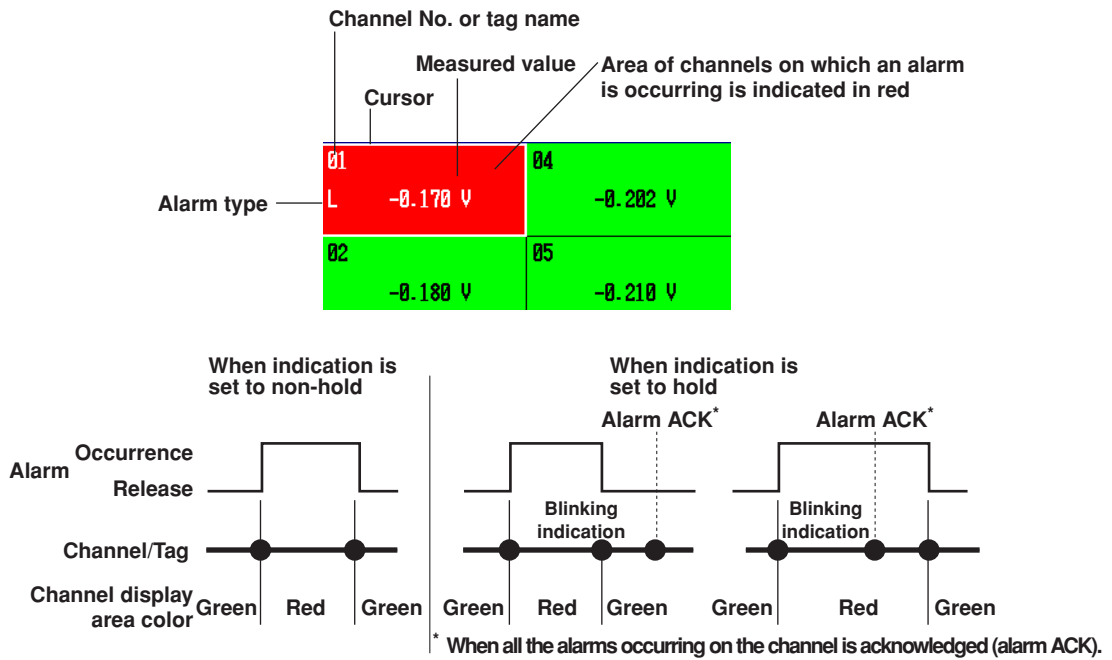 Channel No. or tag name
Measured value
Area of channels on which an alarm
is occurring is indicated in red
Cursor
01
L -0.170 V
04
-0.202 V
Alarm type
02
-0.180 V
05
-0.210 V
When indication is
set to non-hold
When indication is
set to hold
Alarm ACK*
Alarm ACK*
Alarm
Occurrence
Release
Blinking
indication
Blinking
indication
Channel/Tag
Channel display
area color
Green Red Green
Green Red Green
Green Red Green
* When all the alarms occurring on the channel is acknowledged (alarm ACK).